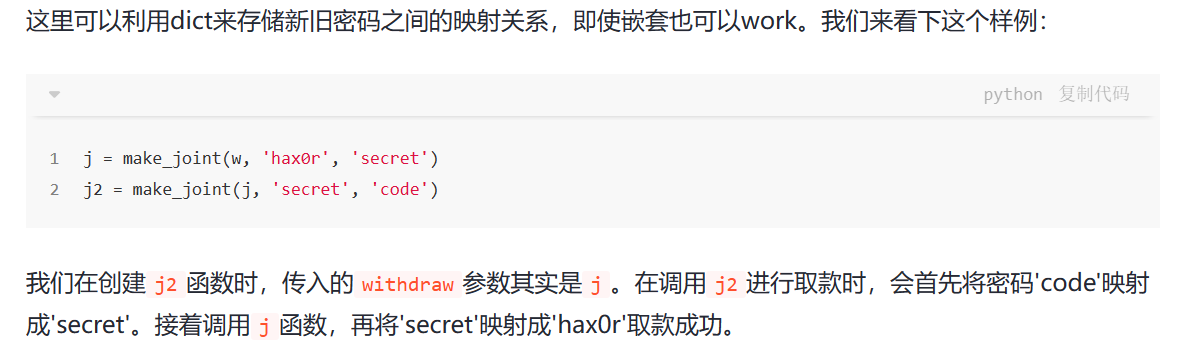 这里可以利用dict来存储新旧密码之间的映射关系，即使嵌套也可以work。我们来看下这个样例：
python 复制代码
1 j = make_joint(w, 'hax0r', 'secret')
2 j2 = make_joint(j, 'secret', 'code')
我们在创建 j2 函数时，传入的 withdraw 参数其实是 j 。在调用 j2 进行取款时，会首先将密码'code'映射
成'secret'。接着调用 j 函数，再将'secret'映射成'hax0r'取款成功。